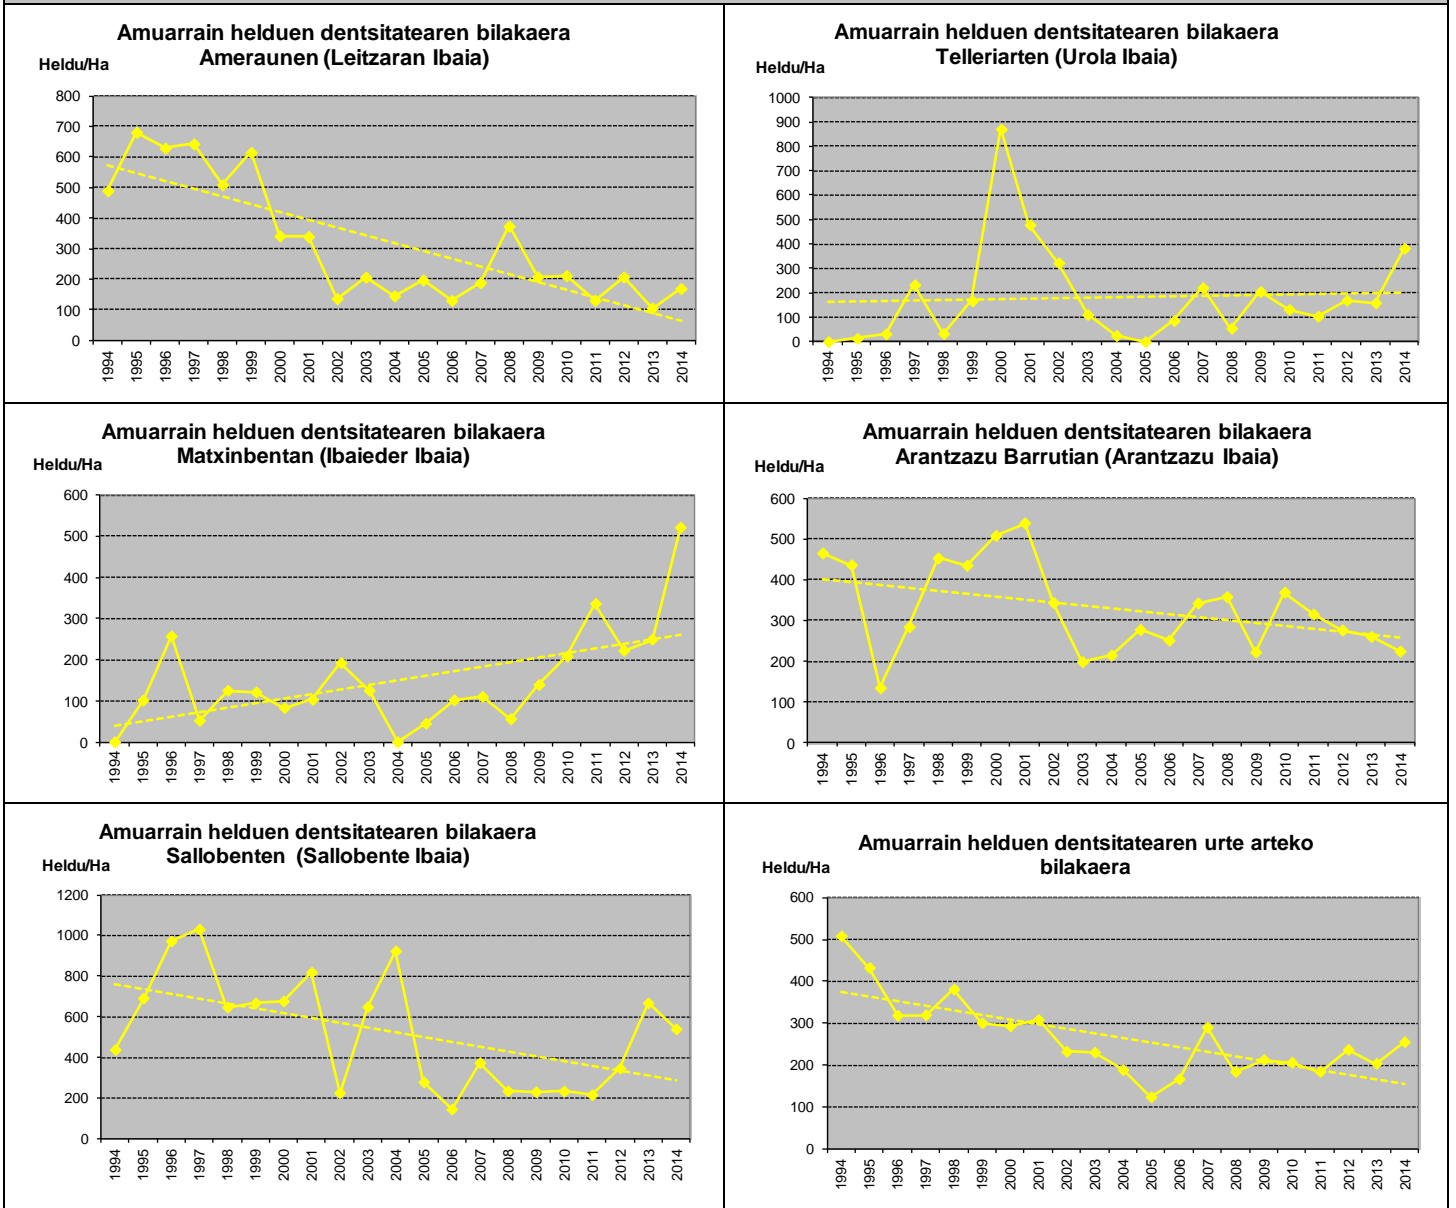 Amuarrain helduen dentsitatearen bilakaera
Ameraunen (Leitzaran Ibaia)
Heldu/Ha
800
700
600
500
400
300
200
100
0
1994 1995 1996 1997 1998 1999 2000 2001 2002 2003 2004 2005 2006 2007 2008 2009 2010 2011 2012 2013 2014
Amuarrain helduen dentsitatearen bilakaera
Telleriarten (Urola Ibaia)
Heldu/Ha
1000
900
800
700
600
500
400
300
200
100
0
1994 1995 1996 1997 1998 1999 2000 2001 2002 2003 2004 2005 2006 2007 2008 2009 2010 2011 2012 2013 2014
Amuarrain helduen dentsitatearen bilakaera
Matxinbentan (Ibaieder Ibaia)
Heldu/Ha
600
500
400
300
200
100
0
1994 1995 1996 1997 1998 1999 2000 2001 2002 2003 2004 2005 2006 2007 2008 2009 2010 2011 2012 2013 2014
Amuarrain helduen dentsitatearen bilakaera
Arantzazu Barrutian (Arantzazu Ibaia)
Heldu/Ha
600
500
400
300
200
100
0
1994 1995 1996 1997 1998 1999 2000 2001 2002 2003 2004 2005 2006 2007 2008 2009 2010 2011 2012 2013 2014
Amuarrain helduen dentsitatearen bilakaera
Sallobenten (Sallobente Ibaia)
Heldu/Ha
1200
1000
800
600
400
200
0
1994 1995 1996 1997 1998 1999 2000 2001 2002 2003 2004 2005 2006 2007 2008 2009 2010 2011 2012 2013 2014
Amuarrain helduen dentsitatearen urte arteko
bilakaera
Heldu/Ha
600
500
400
300
200
100
0
1994 1995 1996 1997 1998 1999 2000 2001 2002 2003 2004 2005 2006 2007 2008 2009 2010 2011 2012 2013 2014